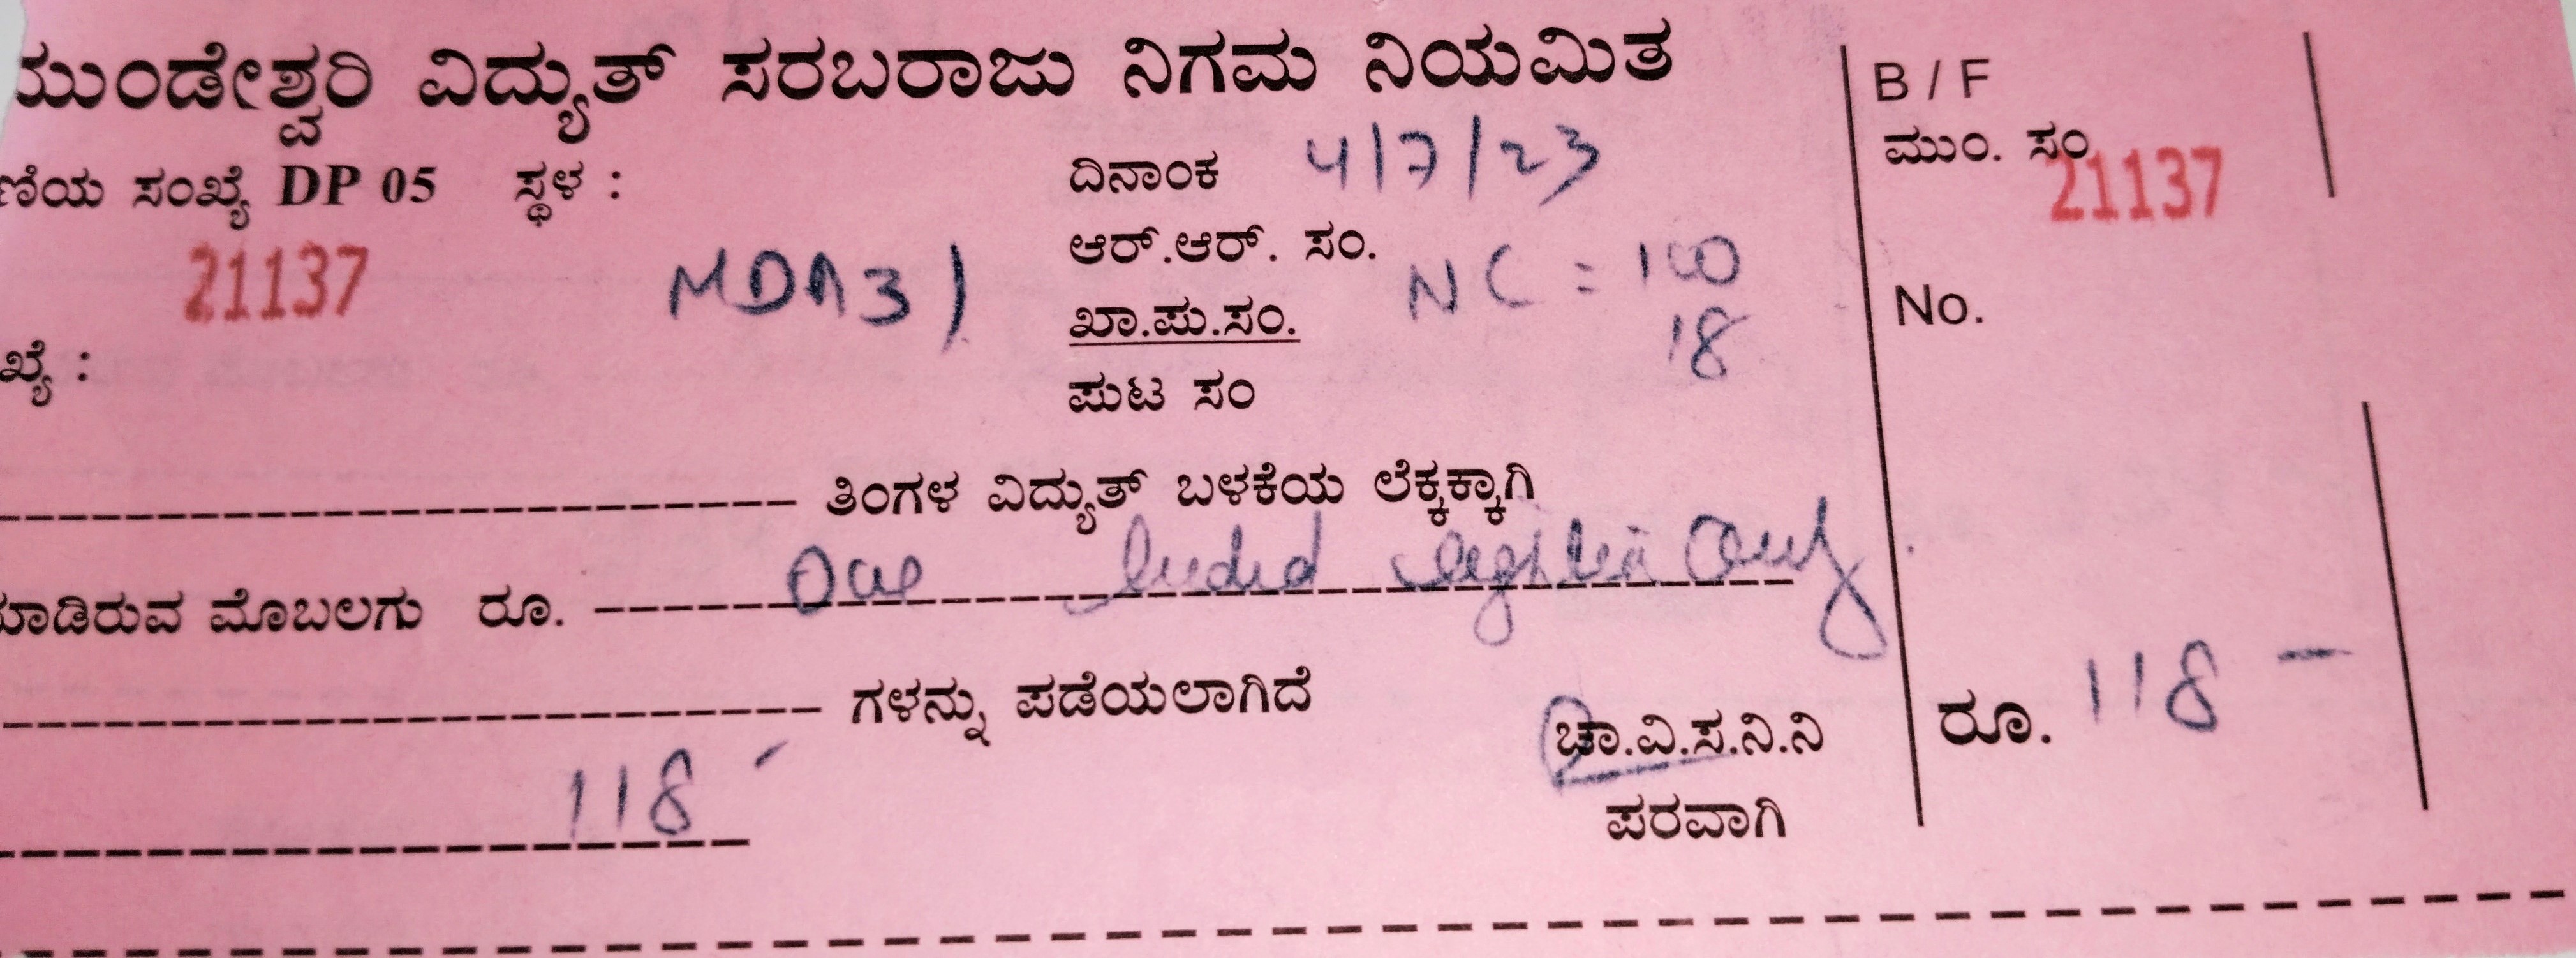 ಮುಂಡೇಶ್ವರಿ ವಿದ್ಯುತ್ ಸರಬರಾಜು ನಿಗಮ ನಿಯಮಿತ
B / F
ಣಿಯ ಸಂಖ್ಯೆ DP 05 ಸ್ಥಳ :
ದಿನಾಂಕ 4/7/23
ಮುಂ. ಸಂ 21137
21137
ಆರ್.ಆರ್. ಸಂ.
NC = 100
ಖಾ.ಪು.ಸಂ. 18
No.
ಖ್ಯೆ :
ಪುಟ ಸಂ
ತಿಂಗಳ ವಿದ್ಯುತ್ ಬಳಕೆಯ ಲೆಕ್ಕಕ್ಕಾಗಿ
ಮಾಡಿರುವ ಮೊಬಲಗು ರೂ. One
ಗಳನ್ನು ಪಡೆಯಲಾಗಿದೆ
ಚಾ.ವಿ.ಸ.ನಿ.ನಿ
ರೂ. 118 –
118 –
ಪರವಾಗಿ